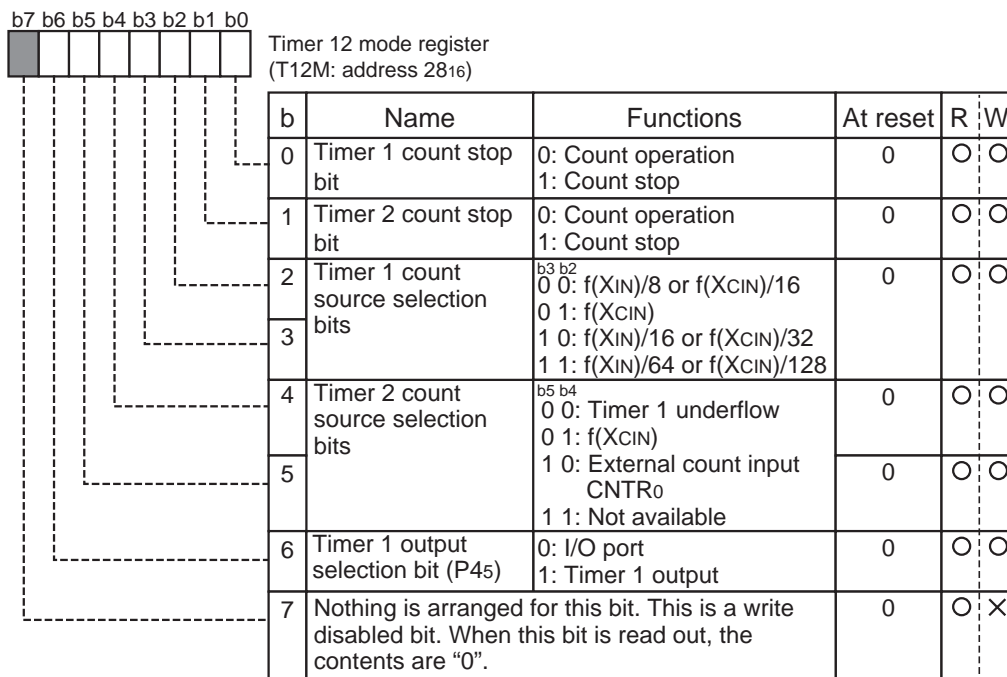 b7 b6 b5 b4 b3 b2 b1 b0
Timer 12 mode register
(T12M: address 2816)
b Name Functions At reset R W
0 Timer 1 count stop bit 0: Count operation 0 O O
1: Count stop
1 Timer 2 count stop bit 0: Count operation 0 O O
1: Count stop
2 Timer 1 count source selection bits b3 b2 0 O O
0 0: f(XIN)/8 or f(XCIN)/16
0 1: f(XCIN)
3 1 0: f(XIN)/16 or f(XCIN)/32
1 1: f(XIN)/64 or f(XCIN)/128
4 Timer 2 count source selection bits b5 b4 0 O O
0 0: Timer 1 underflow
0 1: f(XCIN)
5 1 0: External count input 0 O O
CNTR0
1 1: Not available
6 Timer 1 output 0: I/O port 0 O O
selection bit (P45) 1: Timer 1 output
7 Nothing is arranged for this bit. This is a write 0 O ×
disabled bit. When this bit is read out, the
contents are “0”.